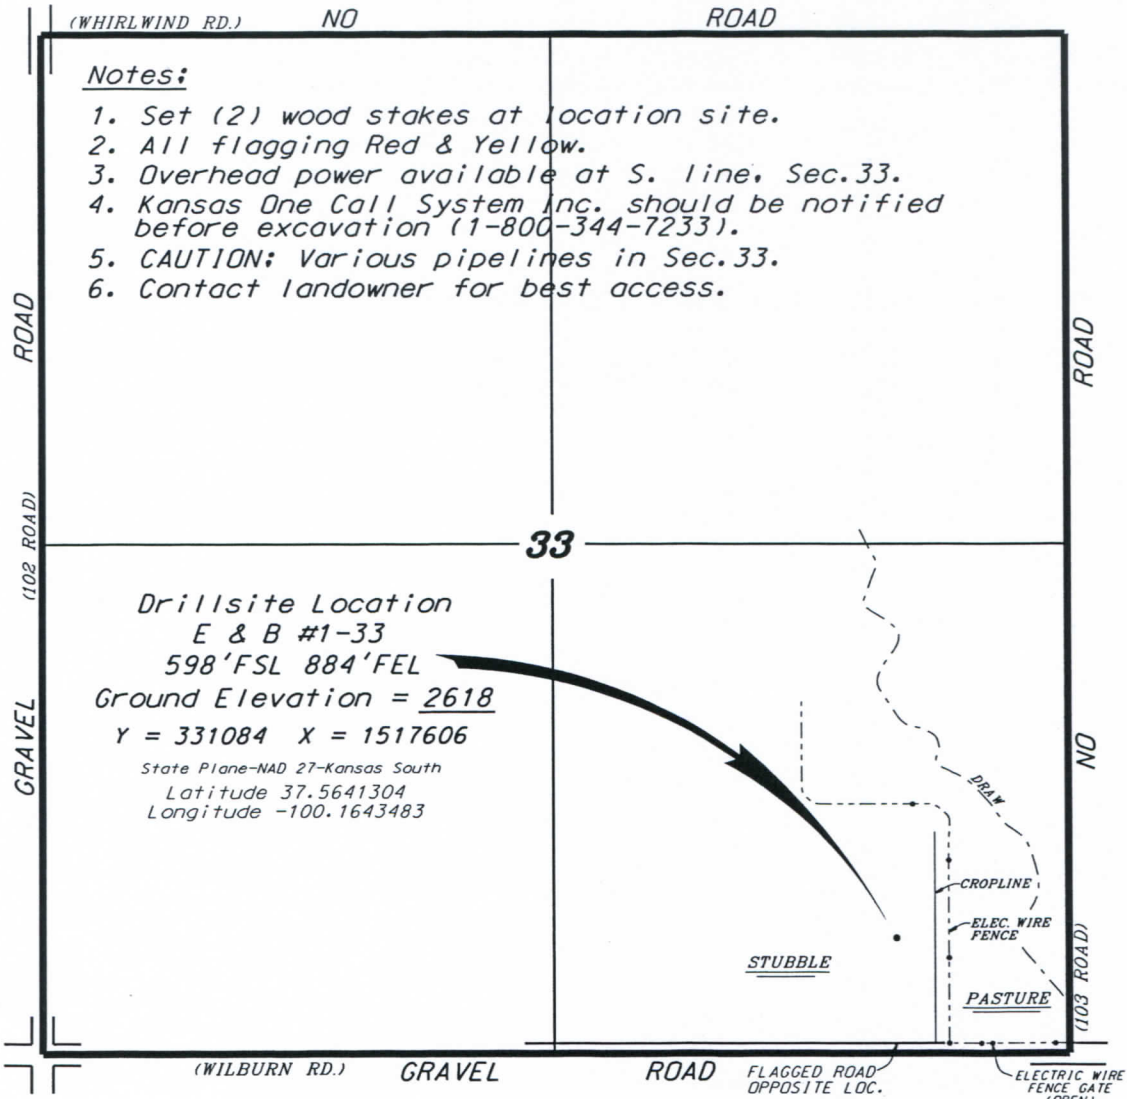 (WHIRLWIND RD.) NO ROAD
Notes:
1. Set (2) wood stakes at location site.
2. All flagging Red & Yellow.
3. Overhead power available at S. line, Sec.33.
4. Kansas One Call System Inc. should be notified
before excavation (1-800-344-7233).
5. CAUTION: Various pipelines in Sec.33.
6. Contact landowner for best access.
ROAD
ROAD
(102 ROAD)
33
Drillsite Location
E & B #1-33
598'FSL 884'FEL
Ground Elevation = 2618
Y = 331084 X = 1517606
State Plane-NAD 27-Kansas South
Latitude 37.5641304
Longitude -100.1643483
GRAVEL
NO
DRAW
CROPLINE
ELEC. WIRE
FENCE
STUBBLE
PASTURE
(103 ROAD)
(WILBURN RD.) GRAVEL ROAD
FLAGGED ROAD
OPPOSITE LOC.
ELECTRIC WIRE
FENCE GATE
(OPEN)